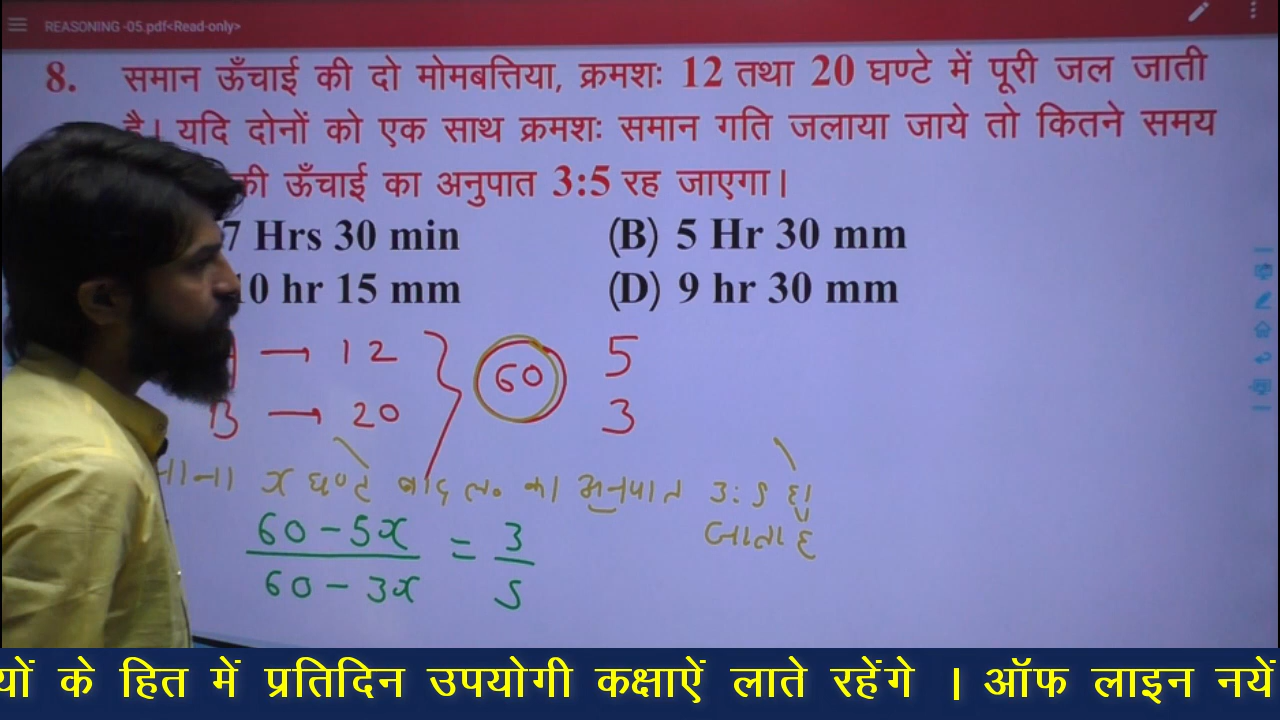 REASONING -05.pdf<Read-only>
8. समान ऊँचाई की दो मोमबत्तिया, क्रमशः 12 तथा 20 घण्टे में पूरी जल जाती
है। यदि दोनों को एक साथ क्रमशः समान गति जलाया जाये तो कितने समय
की ऊँचाई का अनुपात 3:5 रह जाएगा।
7 Hrs 30 min (B) 5 Hr 30 mm
10 hr 15 mm (D) 9 hr 30 mm
→ 12 } 60 5
B → 20 3
x घण्टे बाद ल० का अनुपात 3:5 हो
जाता है
60-5x / 60-3x = 3/5
यों के हित में प्रतिदिन उपयोगी कक्षाऐं लाते रहेंगे । ऑफ लाइन नयें